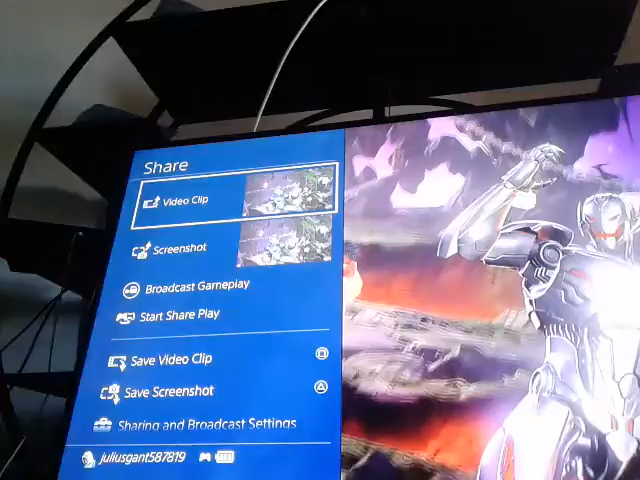 Share
Video Clip
Screenshot
Broadcast Gameplay
Start Share Play
Save Video Clip
Save Screenshot
Sharing and Broadcast Settings
juliusgant587819